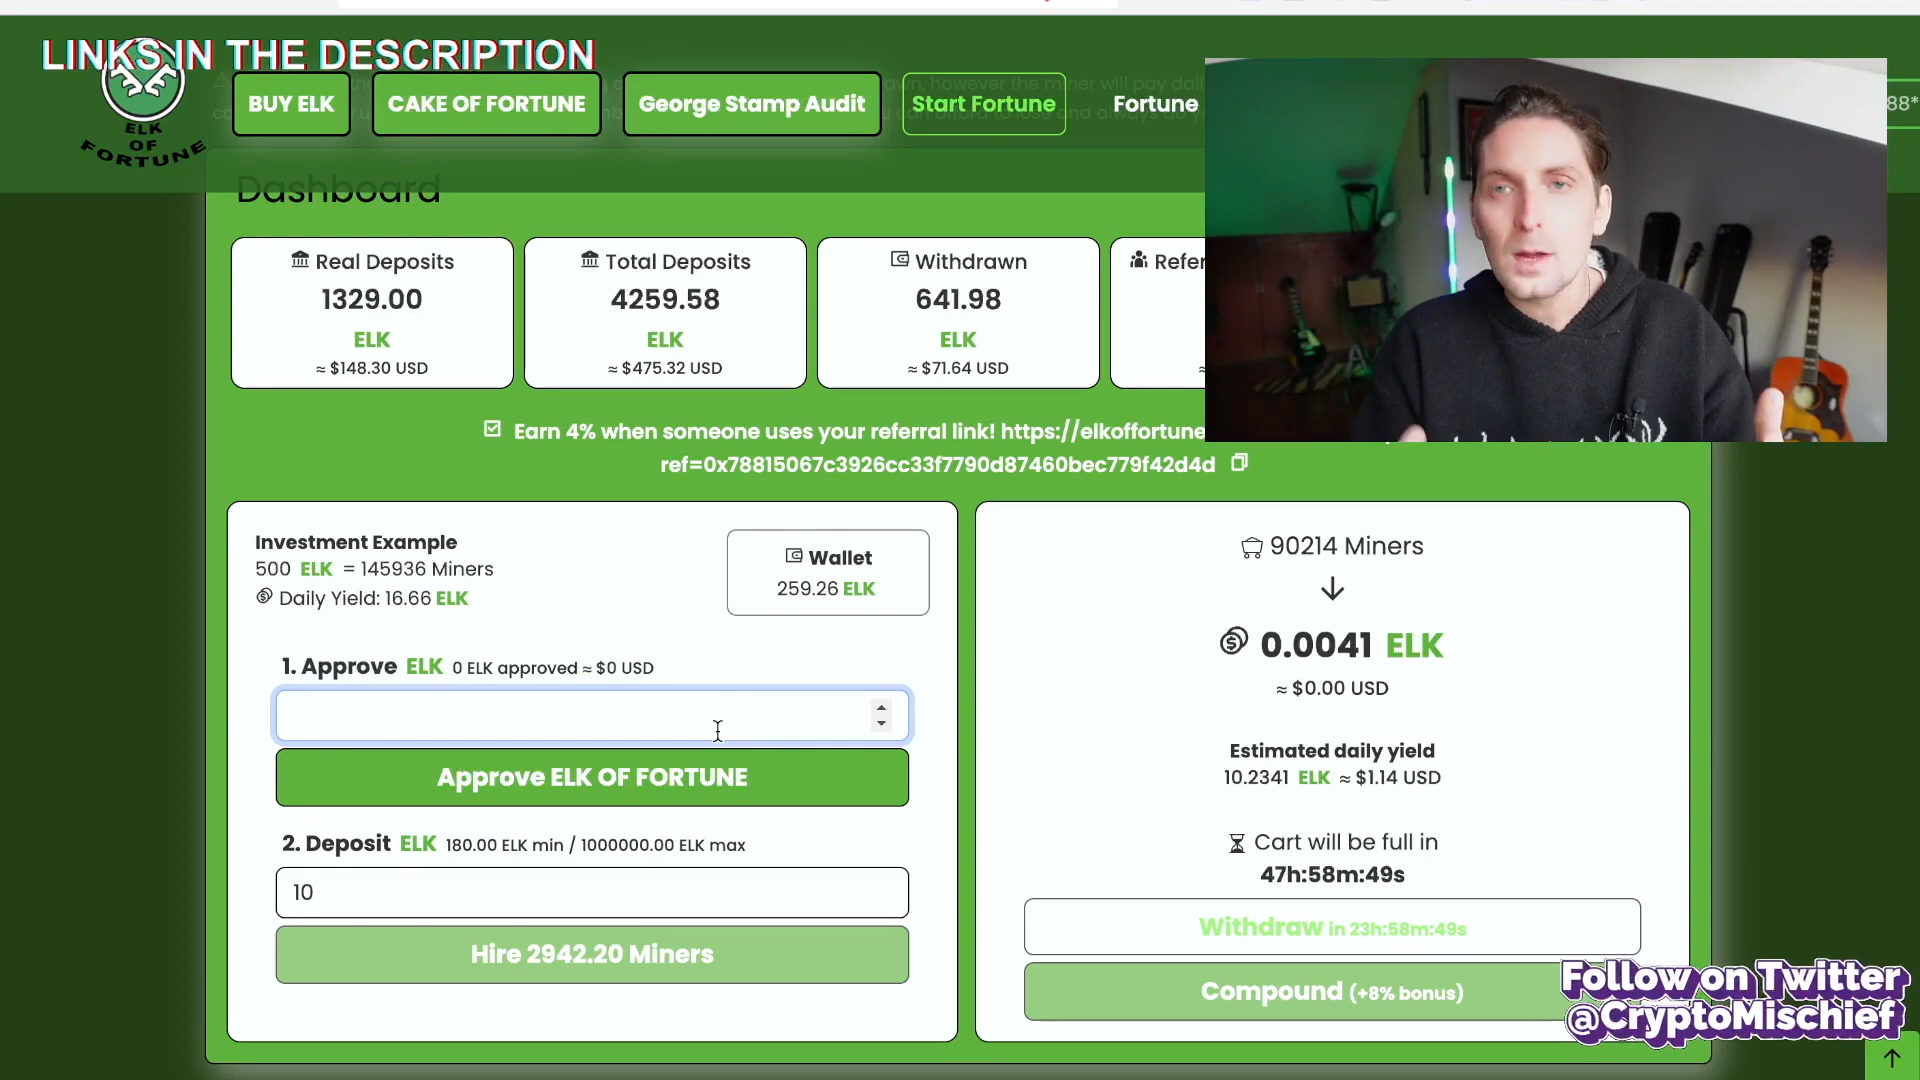 LINKS IN THE DESCRIPTION
ELK
OF
FORTUNE
BUY ELK
CAKE OF FORTUNE
George Stamp Audit
Start Fortune
Fortune
88*
Dashboard
Real Deposits
1329.00
ELK
≈ $148.30 USD
Total Deposits
4259.58
ELK
≈ $475.32 USD
Withdrawn
641.98
ELK
≈ $71.64 USD
Refer
≈
Earn 4% when someone uses your referral link! https://elkoffortune
ref=0x78815067c3926cc33f7790d87460bec779f42d4d
Investment Example
500 ELK = 145936 Miners
Daily Yield: 16.66 ELK
Wallet
259.26 ELK
1. Approve ELK 0 ELK approved ≈ $0 USD
Approve ELK OF FORTUNE
2. Deposit ELK 180.00 ELK min / 1000000.00 ELK max
10
Hire 2942.20 Miners
90214 Miners
0.0041 ELK
≈ $0.00 USD
Estimated daily yield
10.2341 ELK ≈ $1.14 USD
Cart will be full in
47h:58m:49s
Withdraw in 23h:58m:49s
Compound (+8% bonus)
Follow on Twitter
@CryptoMischief